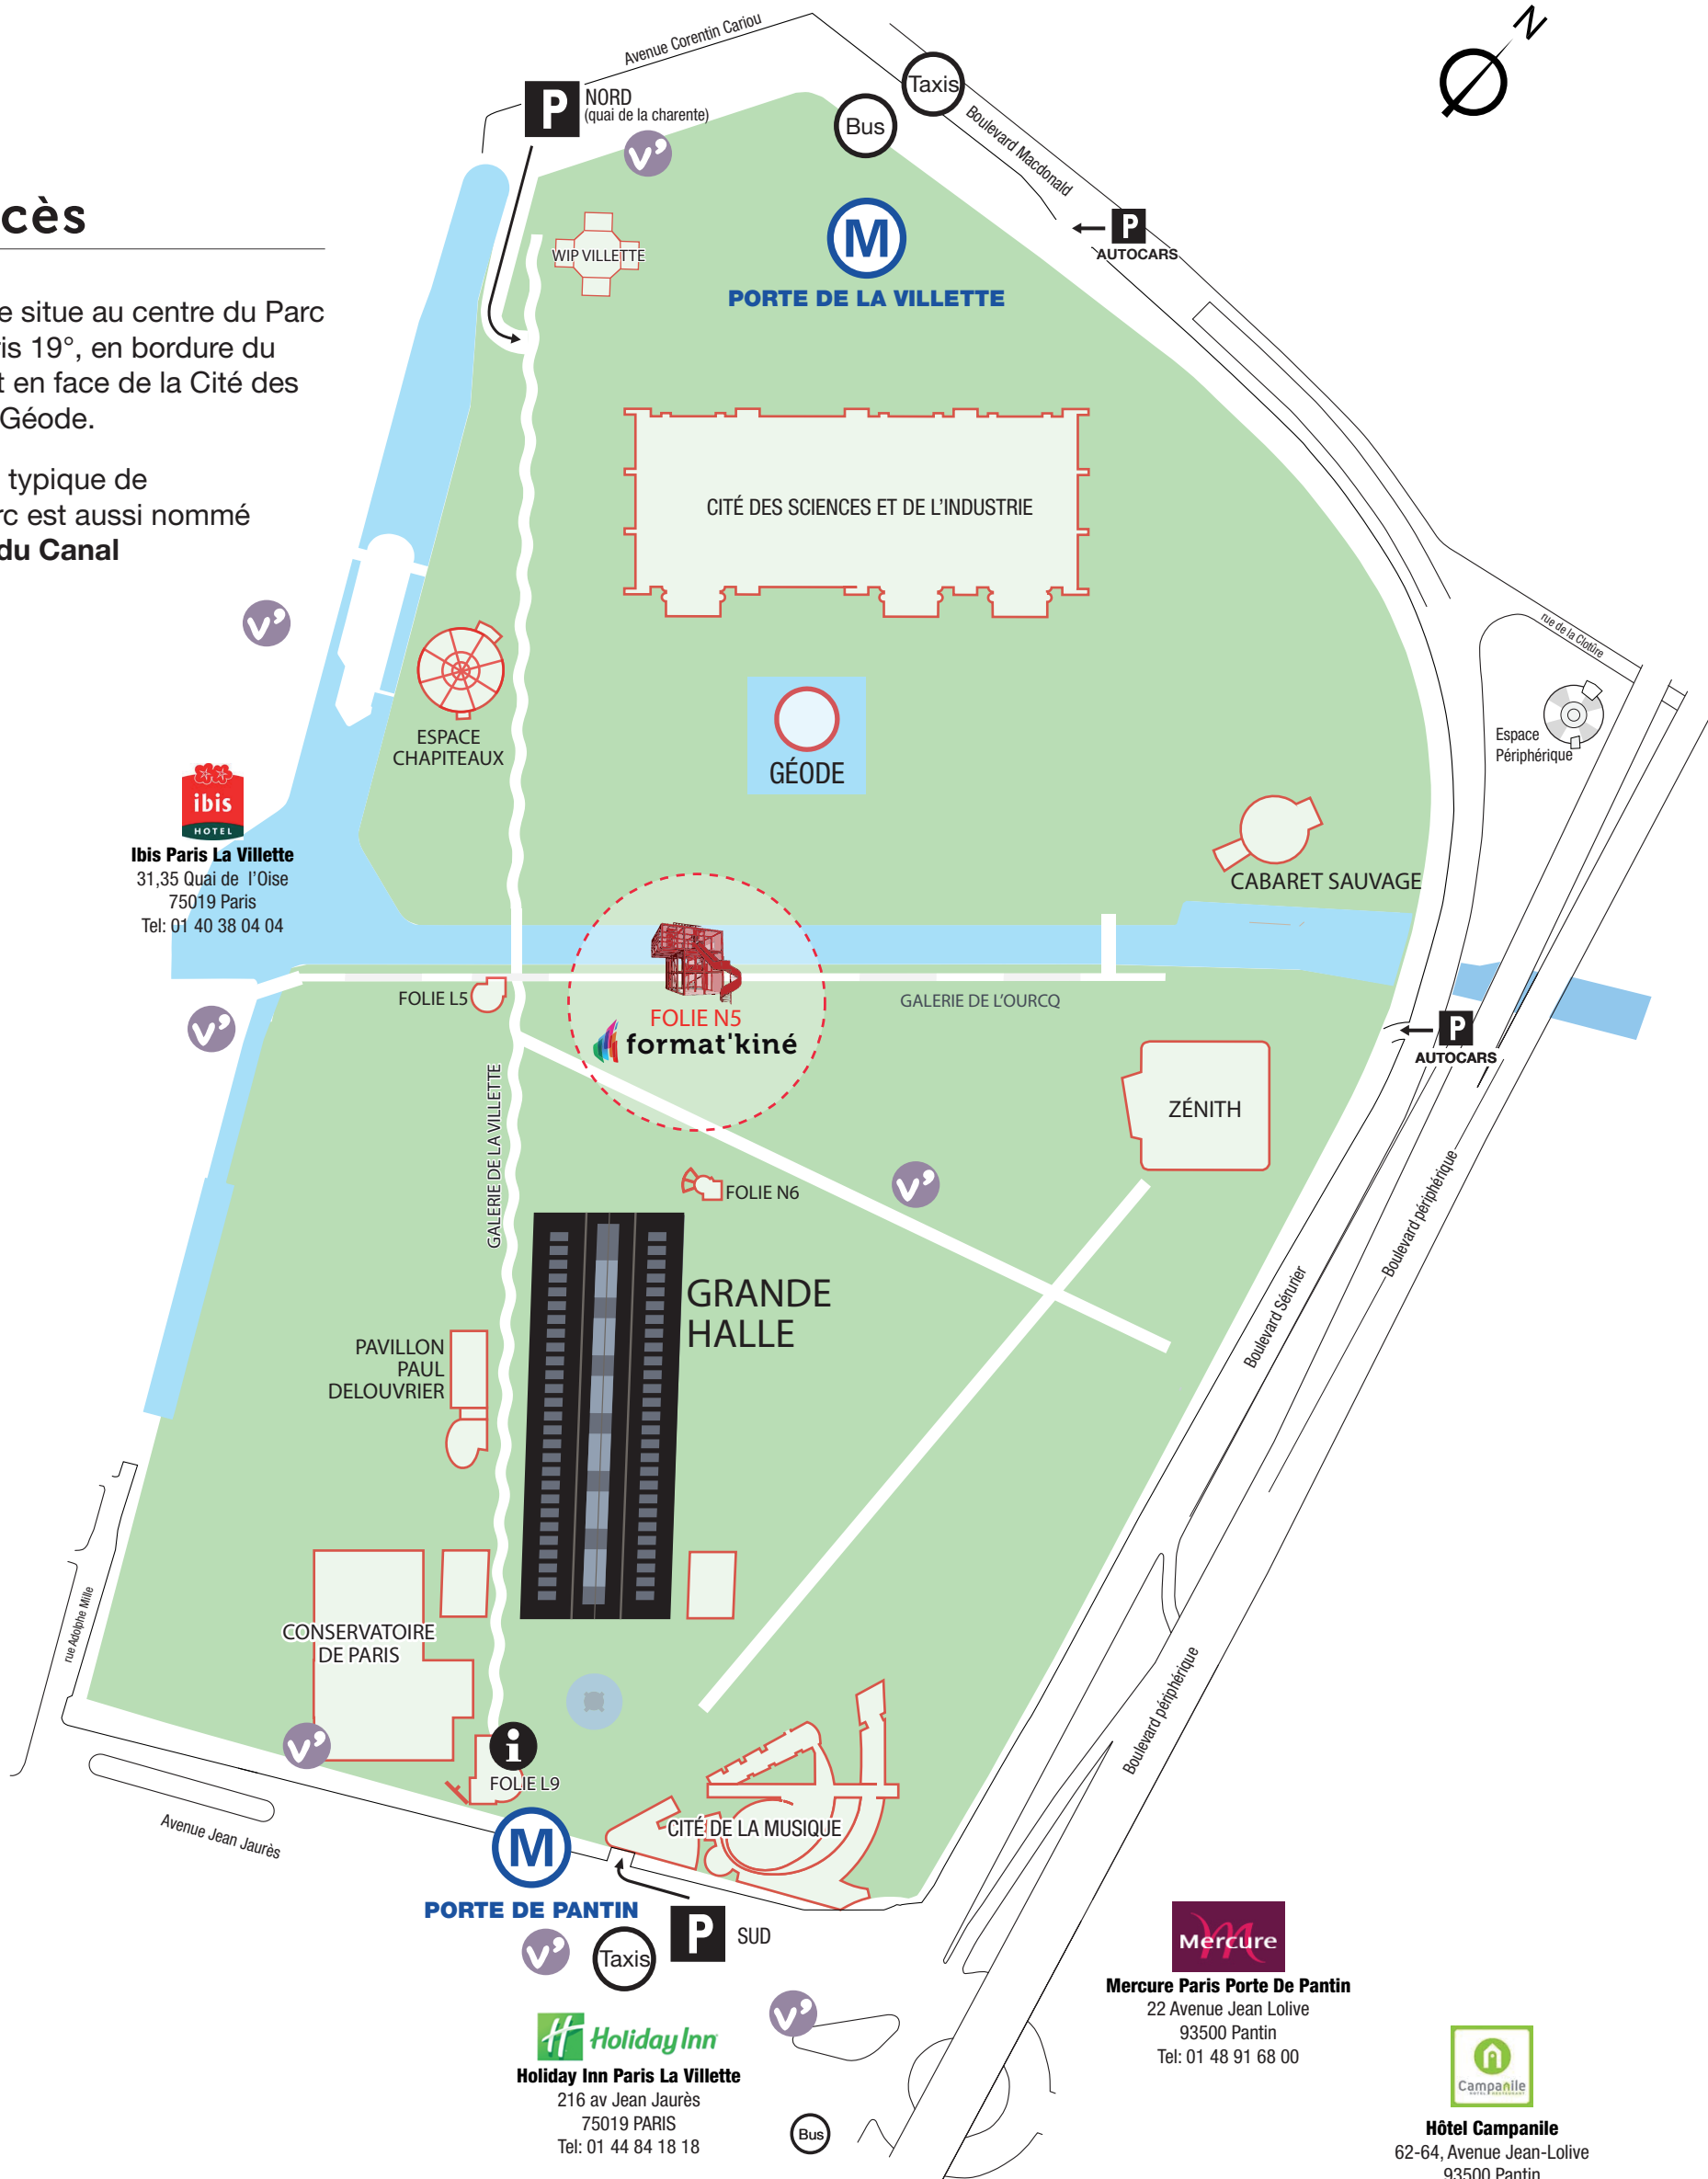 Avenue Corentin Cariou
N
Taxis
P
NORD
(quai de la charente)
Bus
Boulevard Macdonald
v'
cès
M
P
AUTOCARS
WIP VILLETTE
PORTE DE LA VILLETTE
e situe au centre du Parc
is 19°, en bordure du
t en face de la Cité des
Géode.
typique de
rc est aussi nommé
du Canal
CITÉ DES SCIENCES ET DE L'INDUSTRIE
v'
rue de la Clotûre
ESPACE
CHAPITEAUX
GÉODE
Espace
Périphérique
ibis
HOTEL
Ibis Paris La Villette
31,35 Quai de l'Oise
75019 Paris
Tel: 01 40 38 04 04
CABARET SAUVAGE
FOLIE L5
GALERIE DE L'OURCQ
FOLIE N5
format'kiné
v'
P
AUTOCARS
ZÉNITH
GALERIE DE LA VILLETTE
FOLIE N6
v'
Boulevard périphérique
GRANDE
HALLE
Boulevard Sérurier
PAVILLON
PAUL
DELOUVRIER
rue Adolphe Mille
CONSERVATOIRE
DE PARIS
Boulevard périphérique
v'
i
FOLIE L9
Avenue Jean Jaurès
CITÉ DE LA MUSIQUE
M
PORTE DE PANTIN
P
SUD
v'
Taxis
Mercure
Mercure Paris Porte De Pantin
22 Avenue Jean Lolive
93500 Pantin
Tel: 01 48 91 68 00
v'
H Holiday Inn
Holiday Inn Paris La Villette
216 av Jean Jaurès
75019 PARIS
Tel: 01 44 84 18 18
Bus
Campanile
Hôtel Campanile
62-64, Avenue Jean-Lolive
93500 Pantin